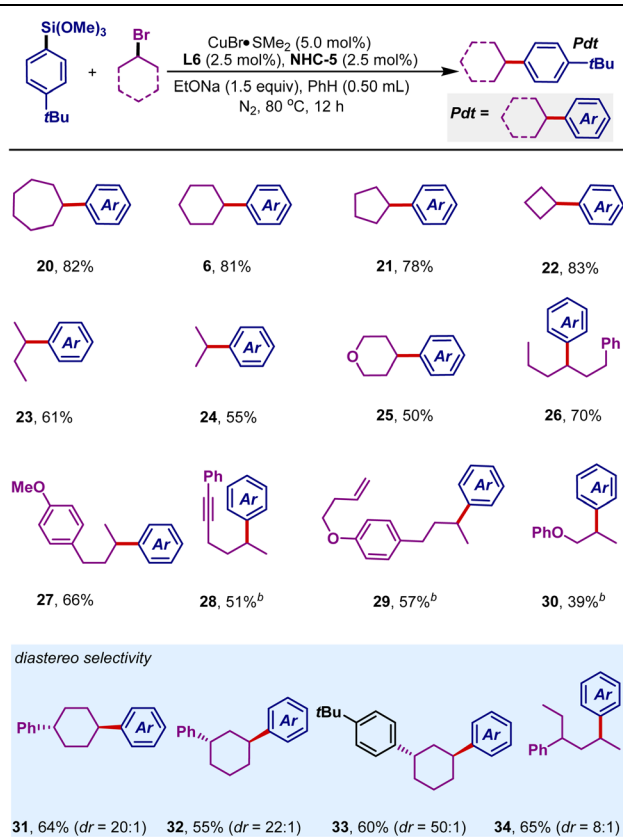 Si(OMe)3
tBu
+
Br
CuBr•SMe2 (5.0 mol%)
L6 (2.5 mol%), NHC-5 (2.5 mol%)
EtONa (1.5 equiv), PhH (0.50 mL)
N2, 80 °C, 12 h
Pdt
tBu
Pdt = Ar
Ar Ar Ar Ar
20, 82% 6, 81% 21, 78% 22, 83%
Ar Ar O Ar Ar Ph
23, 61% 24, 55% 25, 50% 26, 70%
MeO Ar Ph Ar O Ar PhO Ar
27, 66% 28, 51%b 29, 57%b 30, 39%b
diastereo selectivity
Ph Ar Ph Ar tBu Ar Ph Ar
31, 64% (dr = 20:1) 32, 55% (dr = 22:1) 33, 60% (dr = 50:1) 34, 65% (dr = 8:1)